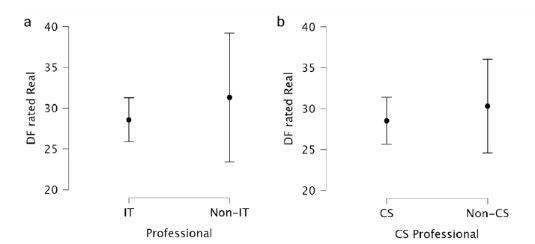 a
40
35
30
25
20
DF rated Real
IT
Non-IT
Professional
b
40
35
30
25
20
DF rated Real
CS
Non-CS
CS Professional